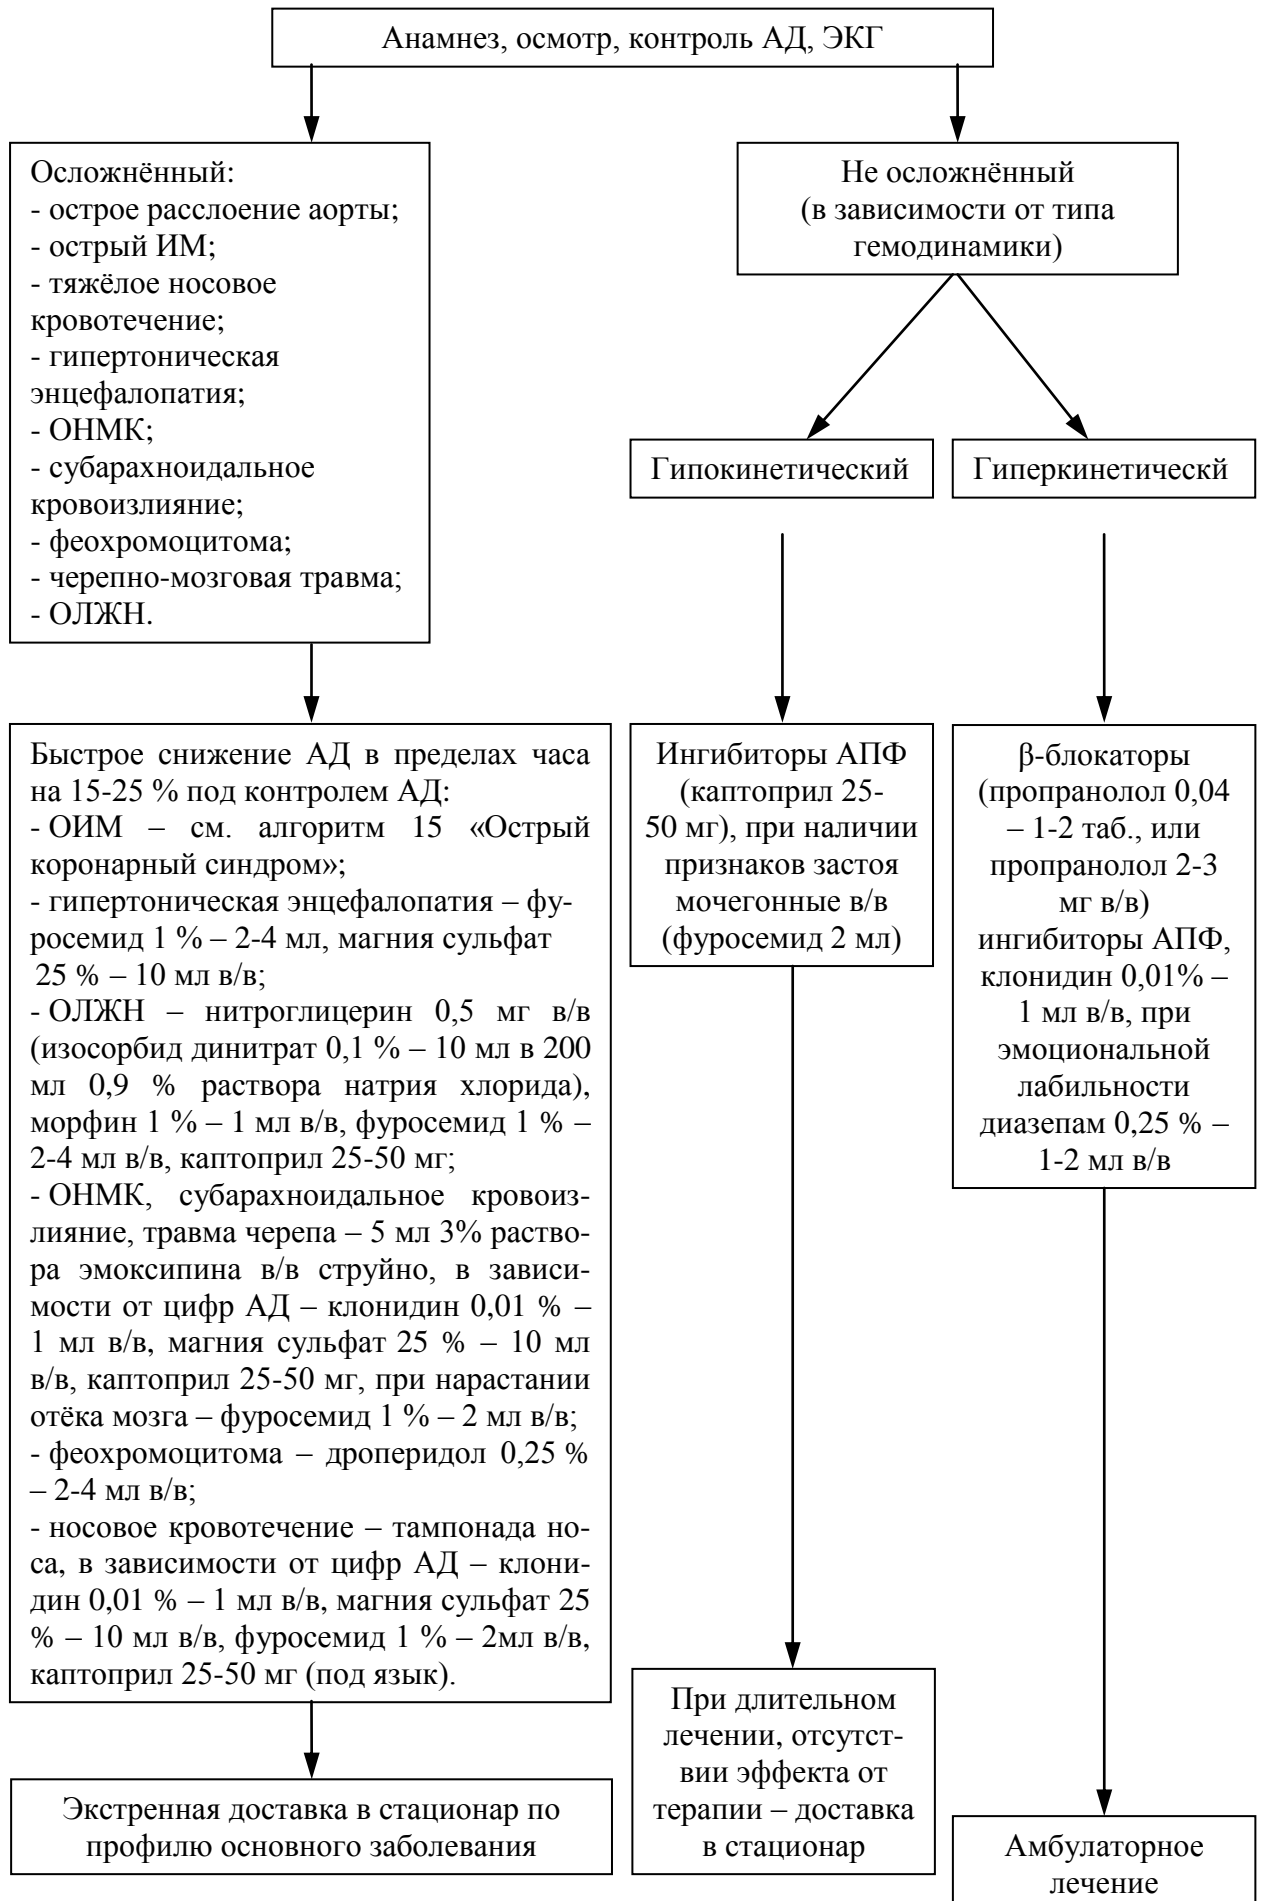 Анамнез, осмотр, контроль АД, ЭКГ
Осложнённый:
- острое расслоение аорты;
- острый ИМ;
- тяжёлое носовое
кровотечение;
- гипертоническая
энцефалопатия;
- ОНМК;
- субарахноидальное
кровоизлияние;
- феохромоцитома;
- черепно-мозговая травма;
- ОЛЖН.
Не осложнённый
(в зависимости от типа
гемодинамики)
Гипокинетический
Гиперкинетическй
Быстрое снижение АД в пределах часа
на 15-25 % под контролем АД:
- ОИМ – см. алгоритм 15 «Острый
коронарный синдром»;
- гипертоническая энцефалопатия – фу-
росемид 1 % – 2-4 мл, магния сульфат
25 % – 10 мл в/в;
- ОЛЖН – нитроглицерин 0,5 мг в/в
(изосорбид динитрат 0,1 % – 10 мл в 200
мл 0,9 % раствора натрия хлорида),
морфин 1 % – 1 мл в/в, фуросемид 1 % –
2-4 мл в/в, каптоприл 25-50 мг;
- ОНМК, субарахноидальное кровоиз-
лияние, травма черепа – 5 мл 3% раство-
ра эмоксипина в/в струйно, в зависи-
мости от цифр АД – клонидин 0,01 % –
1 мл в/в, магния сульфат 25 % – 10 мл
в/в, каптоприл 25-50 мг, при нарастании
отёка мозга – фуросемид 1 % – 2 мл в/в;
- феохромоцитома – дроперидол 0,25 %
– 2-4 мл в/в;
- носовое кровотечение – тампонада но-
са, в зависимости от цифр АД – клони-
дин 0,01 % – 1 мл в/в, магния сульфат 25
% – 10 мл в/в, фуросемид 1 % – 2мл в/в,
каптоприл 25-50 мг (под язык).
Ингибиторы АПФ
(каптоприл 25-
50 мг), при наличии
признаков застоя
мочегонные в/в
(фуросемид 2 мл)
β-блокаторы
(пропранолол 0,04
– 1-2 таб., или
пропранолол 2-3
мг в/в)
ингибиторы АПФ,
клонидин 0,01% –
1 мл в/в, при
эмоциональной
лабильности
диазепам 0,25 % –
1-2 мл в/в
Экстренная доставка в стационар по
профилю основного заболевания
При длительном
лечении, отсутст-
вии эффекта от
терапии – доставка
в стационар
Амбулаторное
лечение